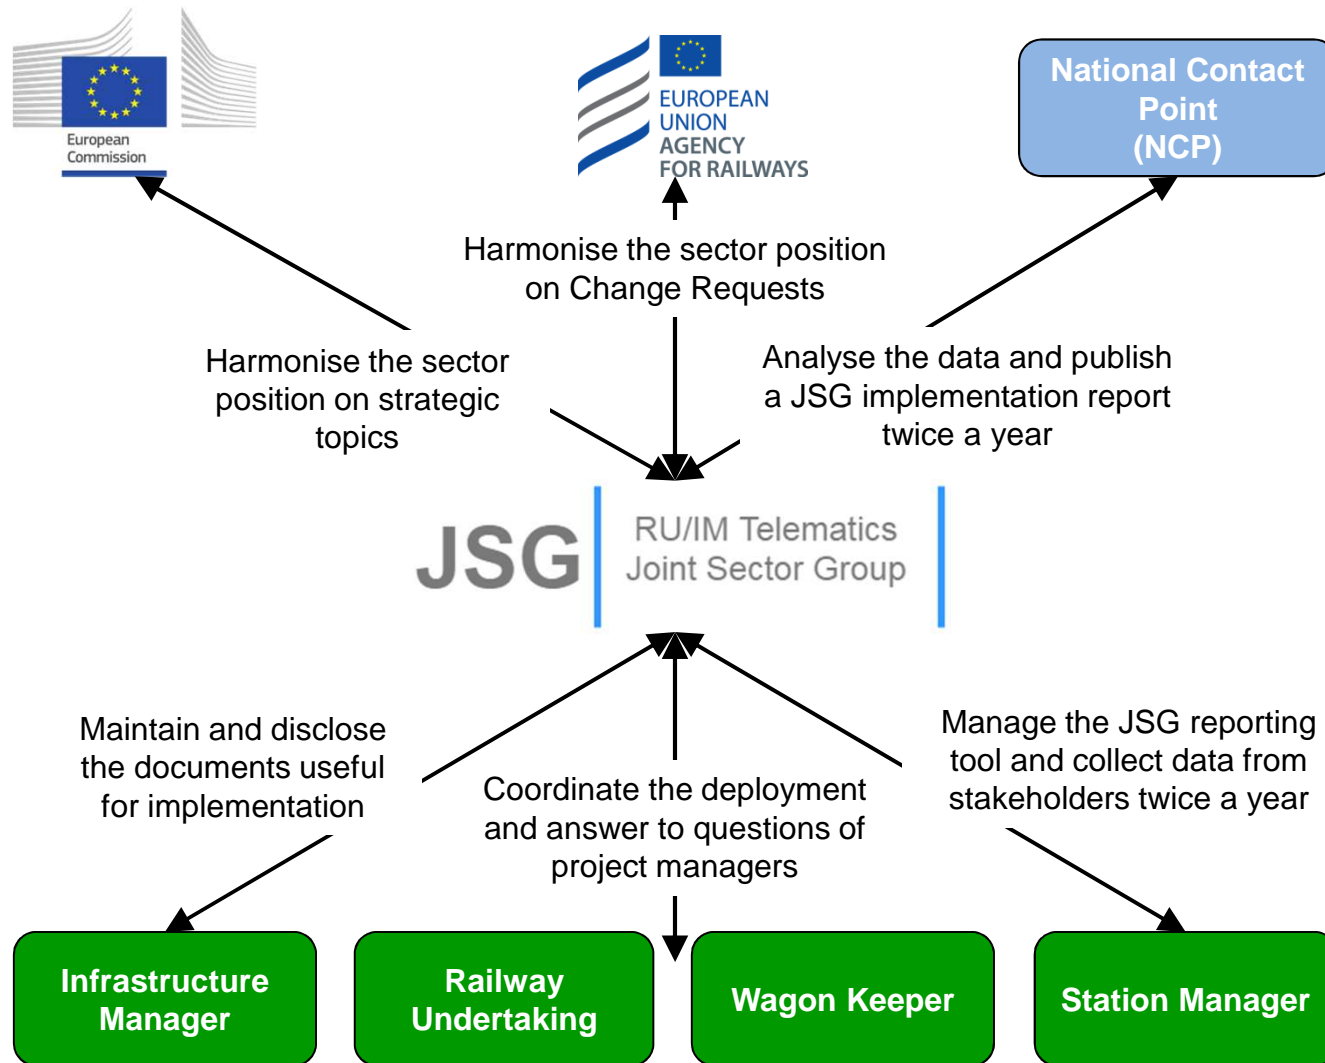 European
Commission
EUROPEAN
UNION
AGENCY
FOR RAILWAYS
National Contact
Point
(NCP)
Harmonise the sector position
on Change Requests
Harmonise the sector
position on strategic
topics
Analyse the data and publish
a JSG implementation report
twice a year
JSG
RU/IM Telematics
Joint Sector Group
Maintain and disclose
the documents useful
for implementation
Coordinate the deployment
and answer to questions of
project managers
Manage the JSG reporting
tool and collect data from
stakeholders twice a year
Infrastructure
Manager
Railway
Undertaking
Wagon Keeper
Station Manager